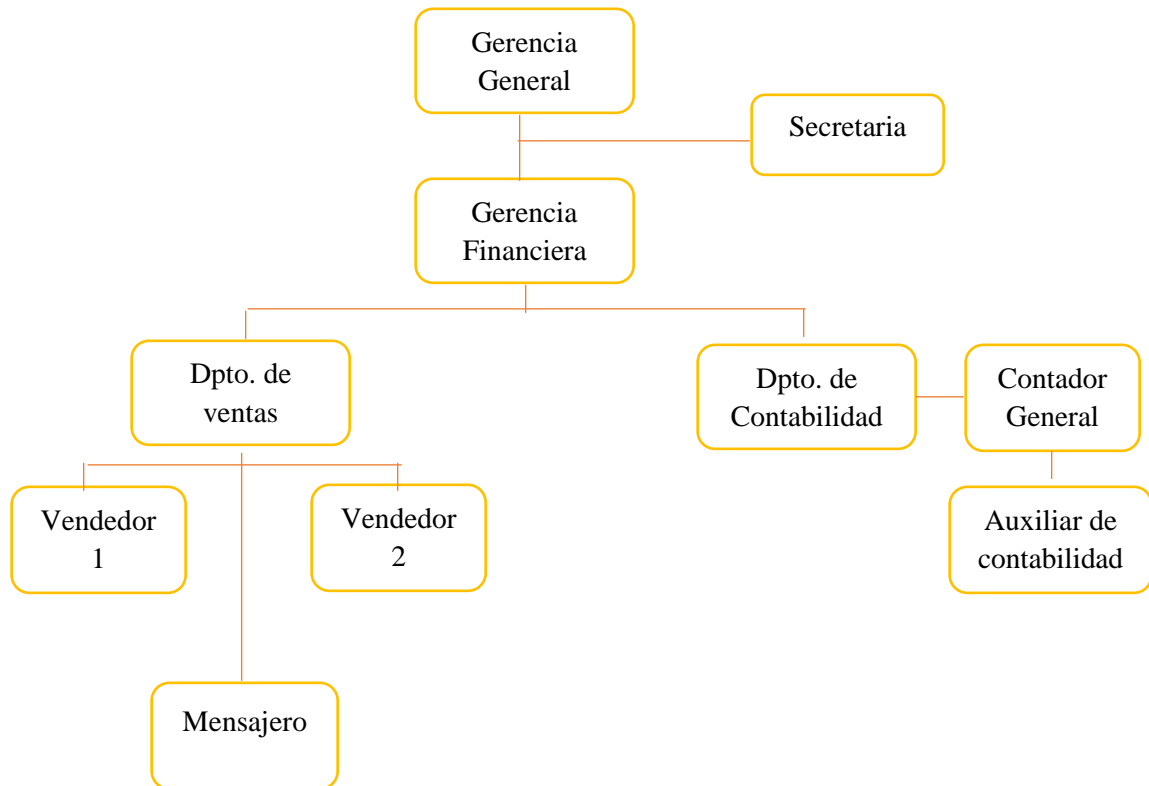 Gerencia
General
Secretaria
Gerencia
Financiera
Dpto. de
ventas
Dpto. de
Contabilidad
Contador
General
Vendedor
1
Vendedor
2
Auxiliar de
contabilidad
Mensajero